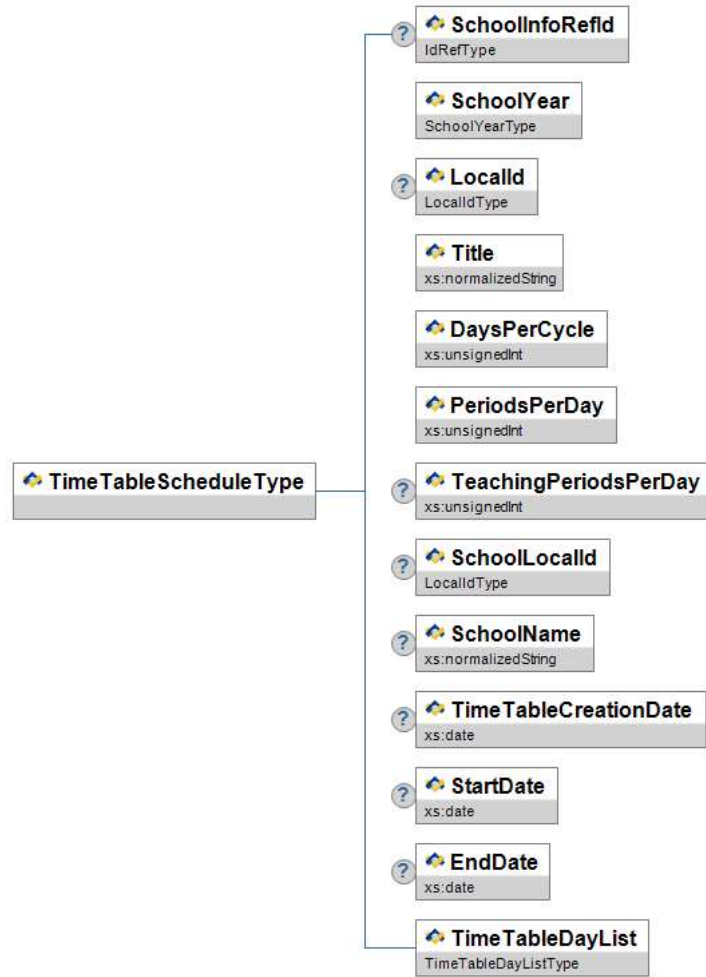 ? SchoolInfoRefId
IdRefType
SchoolYear
SchoolYearType
? LocalId
LocalIdType
Title
xs:normalizedString
DaysPerCycle
xs:unsignedInt
PeriodsPerDay
xs:unsignedInt
TimeTableScheduleType
? TeachingPeriodsPerDay
xs:unsignedInt
? SchoolLocalId
LocalIdType
? SchoolName
xs:normalizedString
? TimeTableCreationDate
xs:date
? StartDate
xs:date
? EndDate
xs:date
TimeTableDayList
TimeTableDayListType